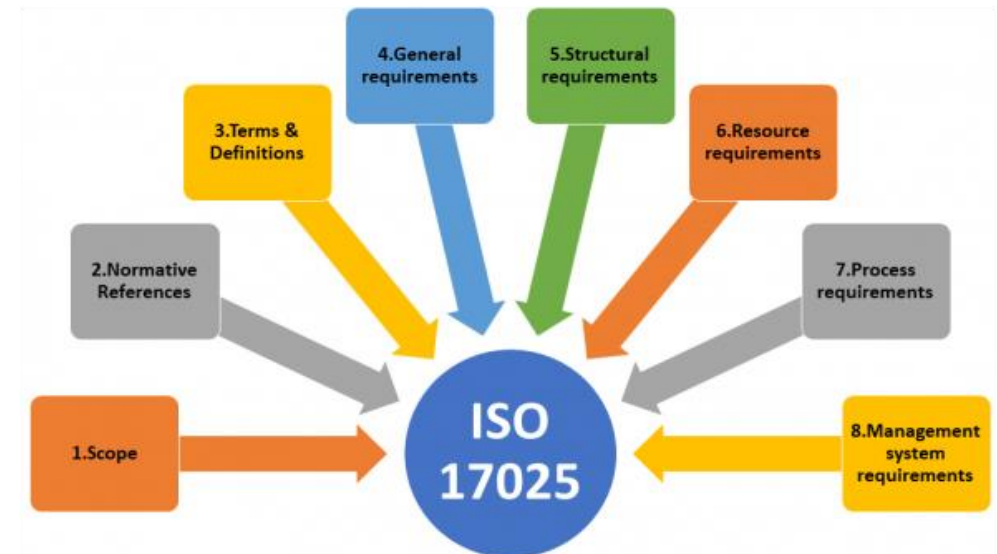 4.General
requirements
5.Structural
requirements
3.Terms &
Definitions
6.Resource
requirements
2.Normative
References
7.Process
requirements
1.Scope
ISO
17025
8.Management
system
requirements